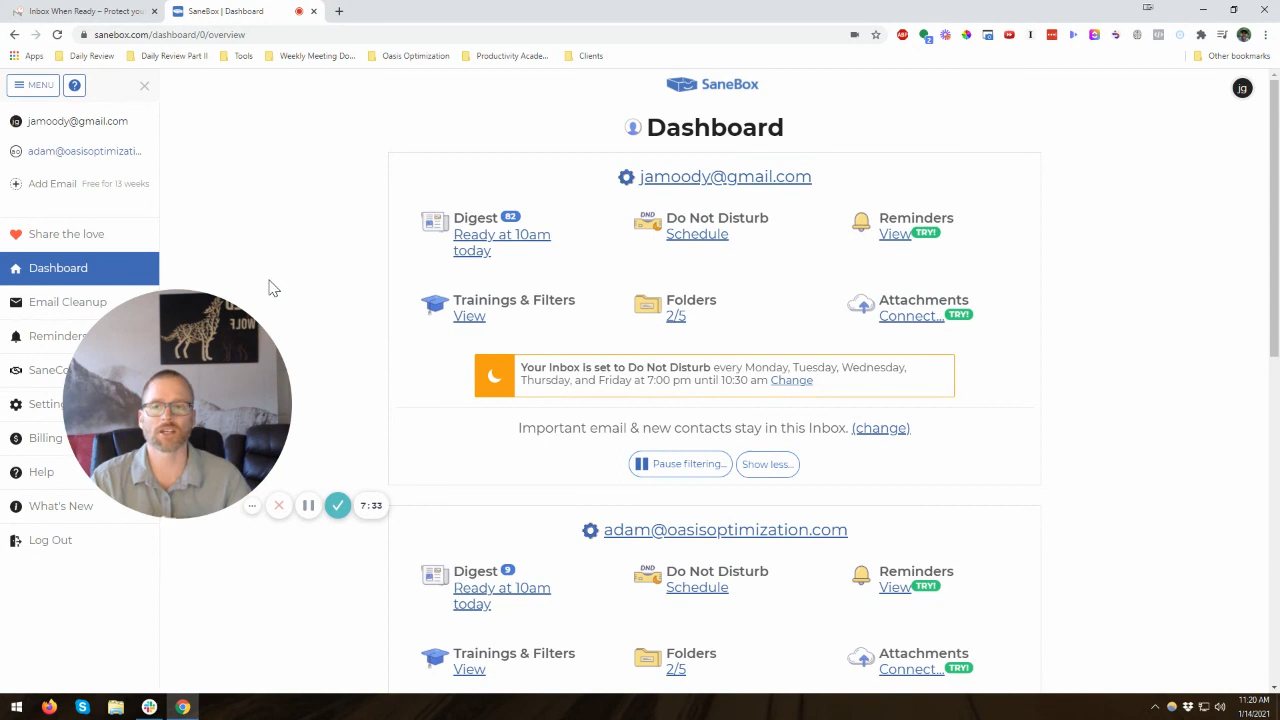 Inbox When Ready – Protect you
SaneBox | Dashboard
sanebox.com/dashboard/0/overview
Apps
Daily Review
Daily Review Part II
Tools
Weekly Meeting Do...
Oasis Optimization
Productivity Academ...
Clients
Other bookmarks
MENU
?
jg
jamoody@gmail.com
adam@oasisoptimizati...
Add Email Free for 13 weeks
Share the love
Dashboard
Email Cleanup
Reminder
SaneCo
Settin
Billing
Help
What's New
Log Out
WOLF
7:33
SaneBox
jg
Dashboard
jamoody@gmail.com
Digest 82
Ready at 10am
today
DND
Do Not Disturb
Schedule
Reminders
View TRY!
Trainings & Filters
View
Folders
2/5
Attachments
Connect... TRY!
Your Inbox is set to Do Not Disturb every Monday, Tuesday, Wednesday,
Thursday, and Friday at 7:00 pm until 10:30 am Change
Important email & new contacts stay in this Inbox. (change)
Pause filtering...
Show less...
adam@oasisoptimization.com
Digest 9
Ready at 10am
today
DND
Do Not Disturb
Schedule
Reminders
View TRY!
Trainings & Filters
View
Folders
2/5
Attachments
Connect... TRY!
11:20 AM
1/14/2021